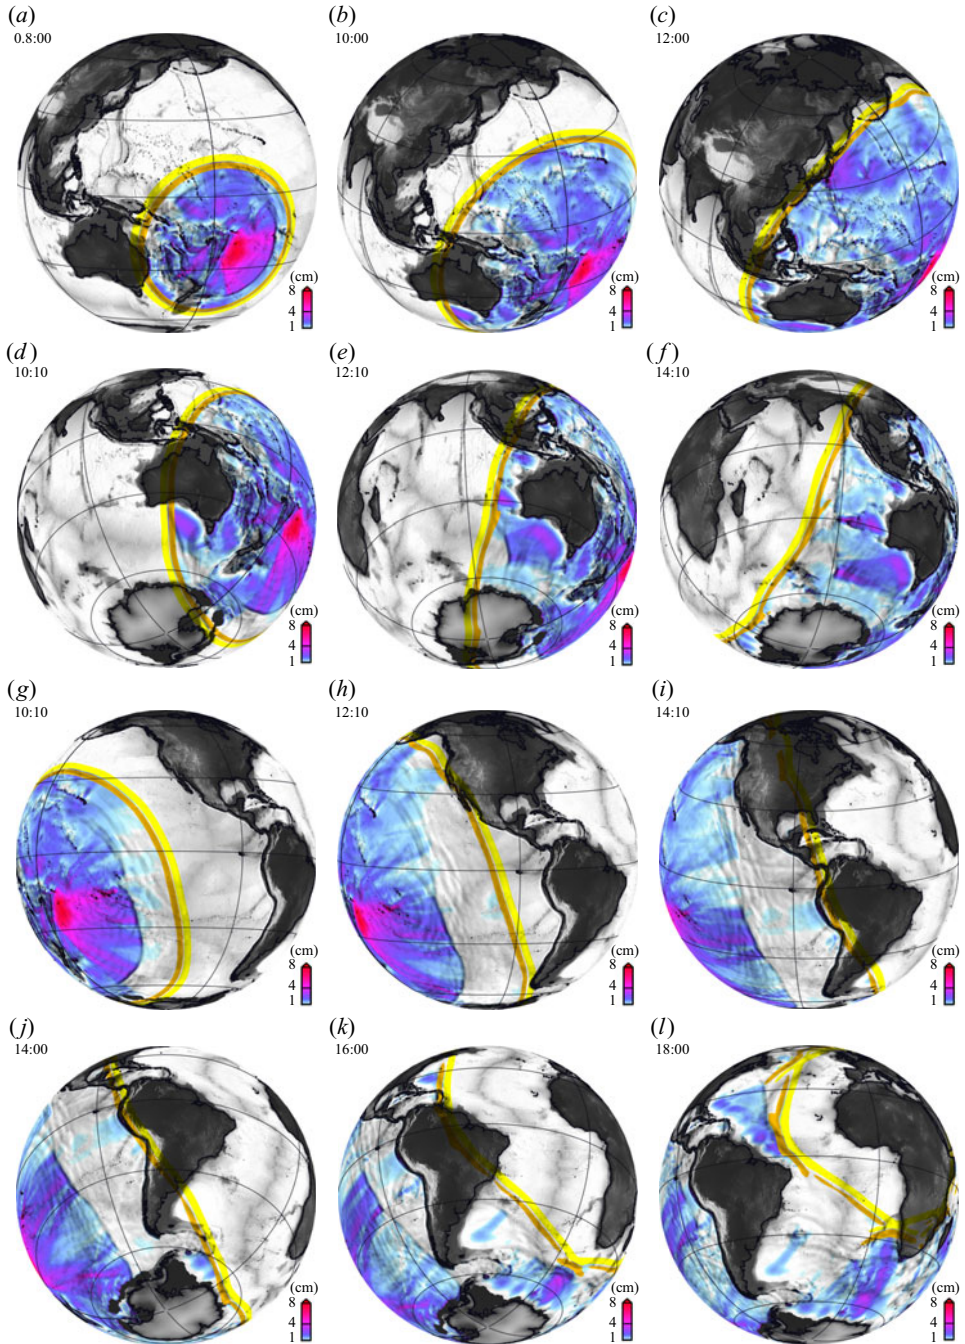 (a) (b) (c)
0.8:00 10:00 12:00
(cm) (cm) (cm)
8 8 8
4 4 4
1 1 1
(d) (e) (f)
10:10 12:10 14:10
(cm) (cm) (cm)
8 8 8
4 4 4
1 1 1
(g) (h) (i)
10:10 12:10 14:10
(cm) (cm) (cm)
8 8 8
4 4 4
1 1 1
(j) (k) (l)
14:00 16:00 18:00
(cm) (cm) (cm)
8 8 8
4 4 4
1 1 1